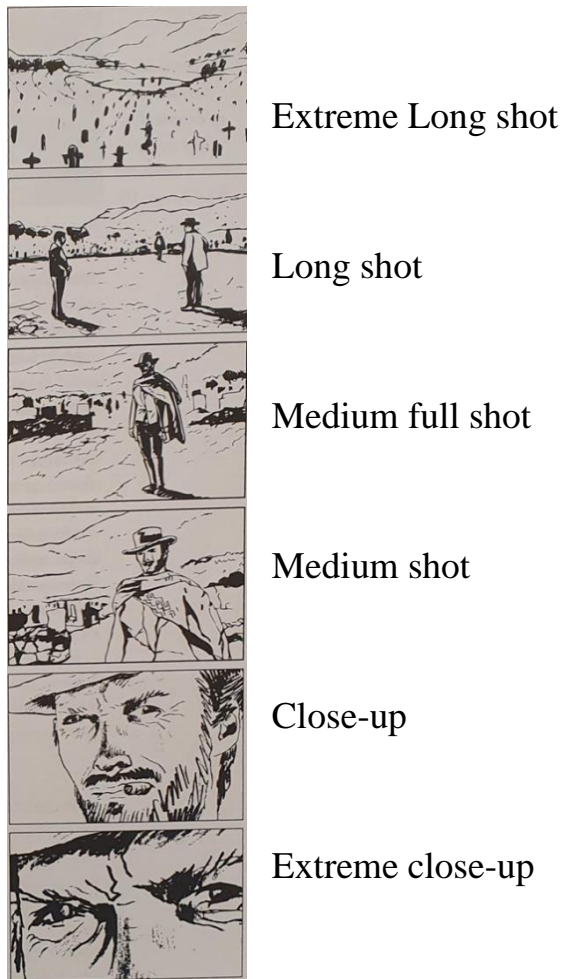 Extreme Long shot
Long shot
Medium full shot
Medium shot
Close-up
Extreme close-up